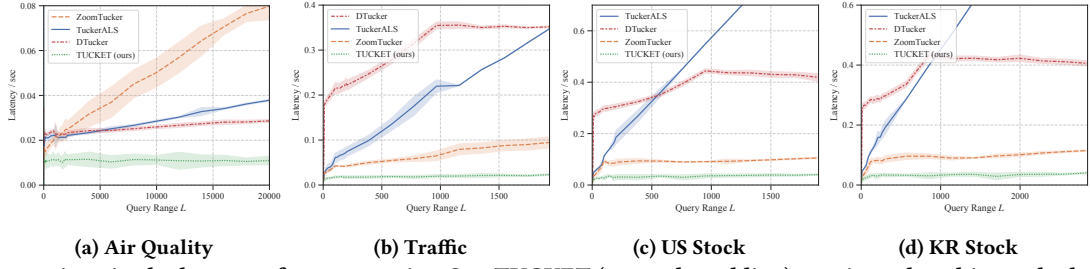 0.08
0.06
0.04
0.02
0.00
Latency / sec
ZoomTucker
TuckerALS
DTucker
TUCKET (ours)
0 5000 10000 15000 20000
Query Range L
(a) Air Quality
0.4
0.3
0.2
0.1
0.0
Latency / sec
DTucker
TuckerALS
ZoomTucker
TUCKET (ours)
0 500 1000 1500
Query Range L
(b) Traffic
0.6
0.4
0.2
0.0
Latency / sec
TuckerALS
DTucker
ZoomTucker
TUCKET (ours)
0 500 1000 1500
Query Range L
(c) US Stock
0.6
0.4
0.2
0.0
Latency / sec
TuckerALS
DTucker
ZoomTucker
TUCKET (ours)
0 1000 2000
Query Range L
(d) KR Stock